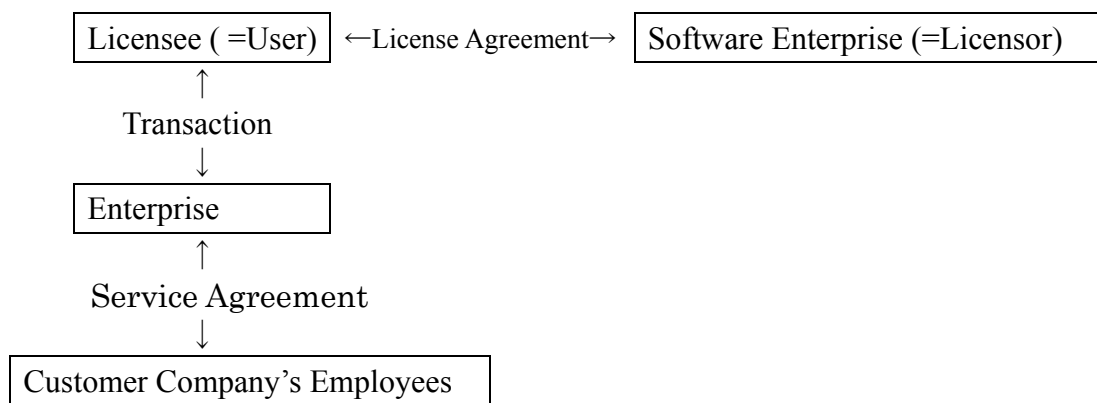 Licensee ( =User) ←License Agreement→ Software Enterprise (=Licensor)
↑
Transaction
↓
Enterprise
↑
Service Agreement
↓
Customer Company’s Employees